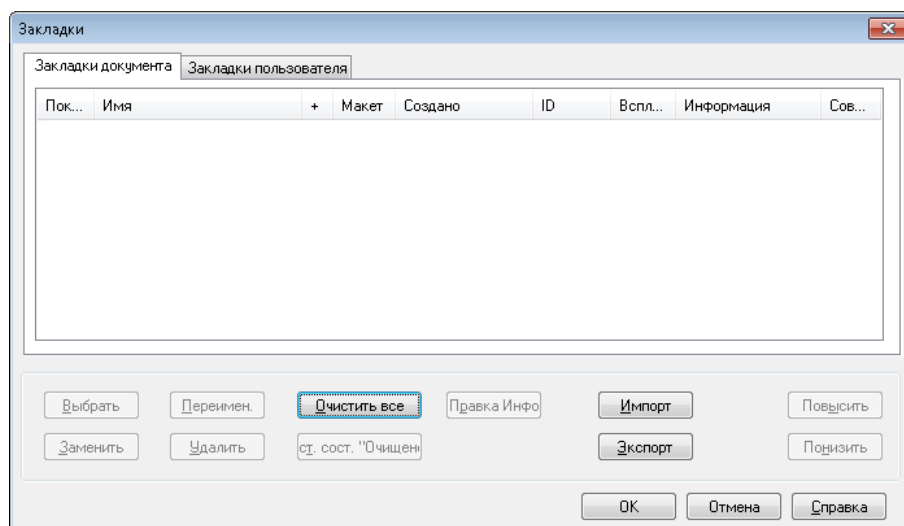 Закладки
Закладки документа Закладки пользователя
Пок... Имя + Макет Создано ID Вспл... Информация Сов...
Выбрать Переимен. Очистить все Правка Инфо Импорт Повысить
Заменить Удалить ст. сост. "Очищен Экспорт Понизить
OK Отмена Справка